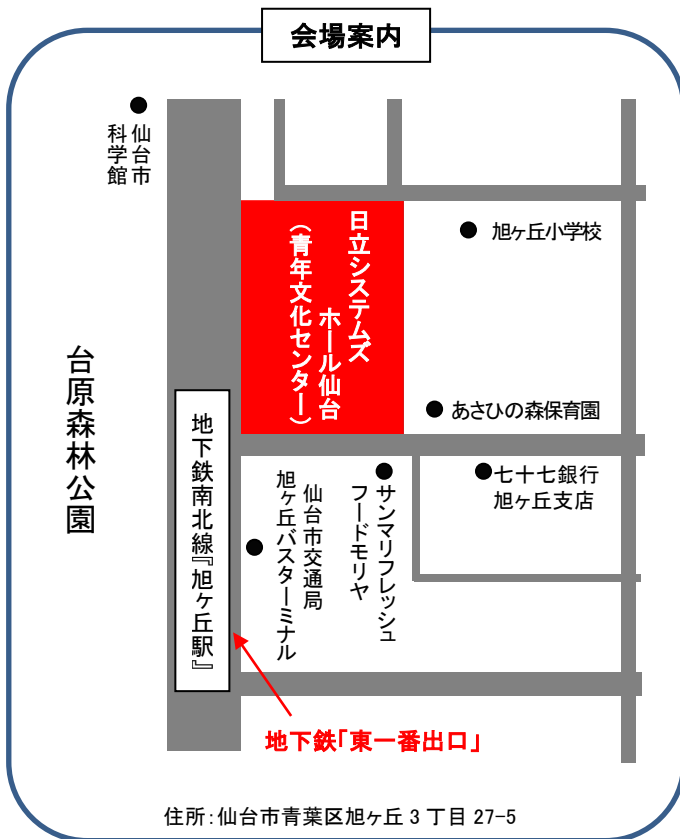 会場案内
仙台市
科学館
日立システムズ
ホール仙台
（青年文化センター）
旭ヶ丘小学校
台原森林公園
あさひの森保育園
地下鉄南北線『旭ヶ丘駅』
仙台市交通局
旭ヶ丘バスターミナル
サンマリフレッシュ
フードモリヤ
七十七銀行
旭ヶ丘支店
地下鉄「東一番出口」
住所：仙台市青葉区旭ヶ丘3丁目27-5